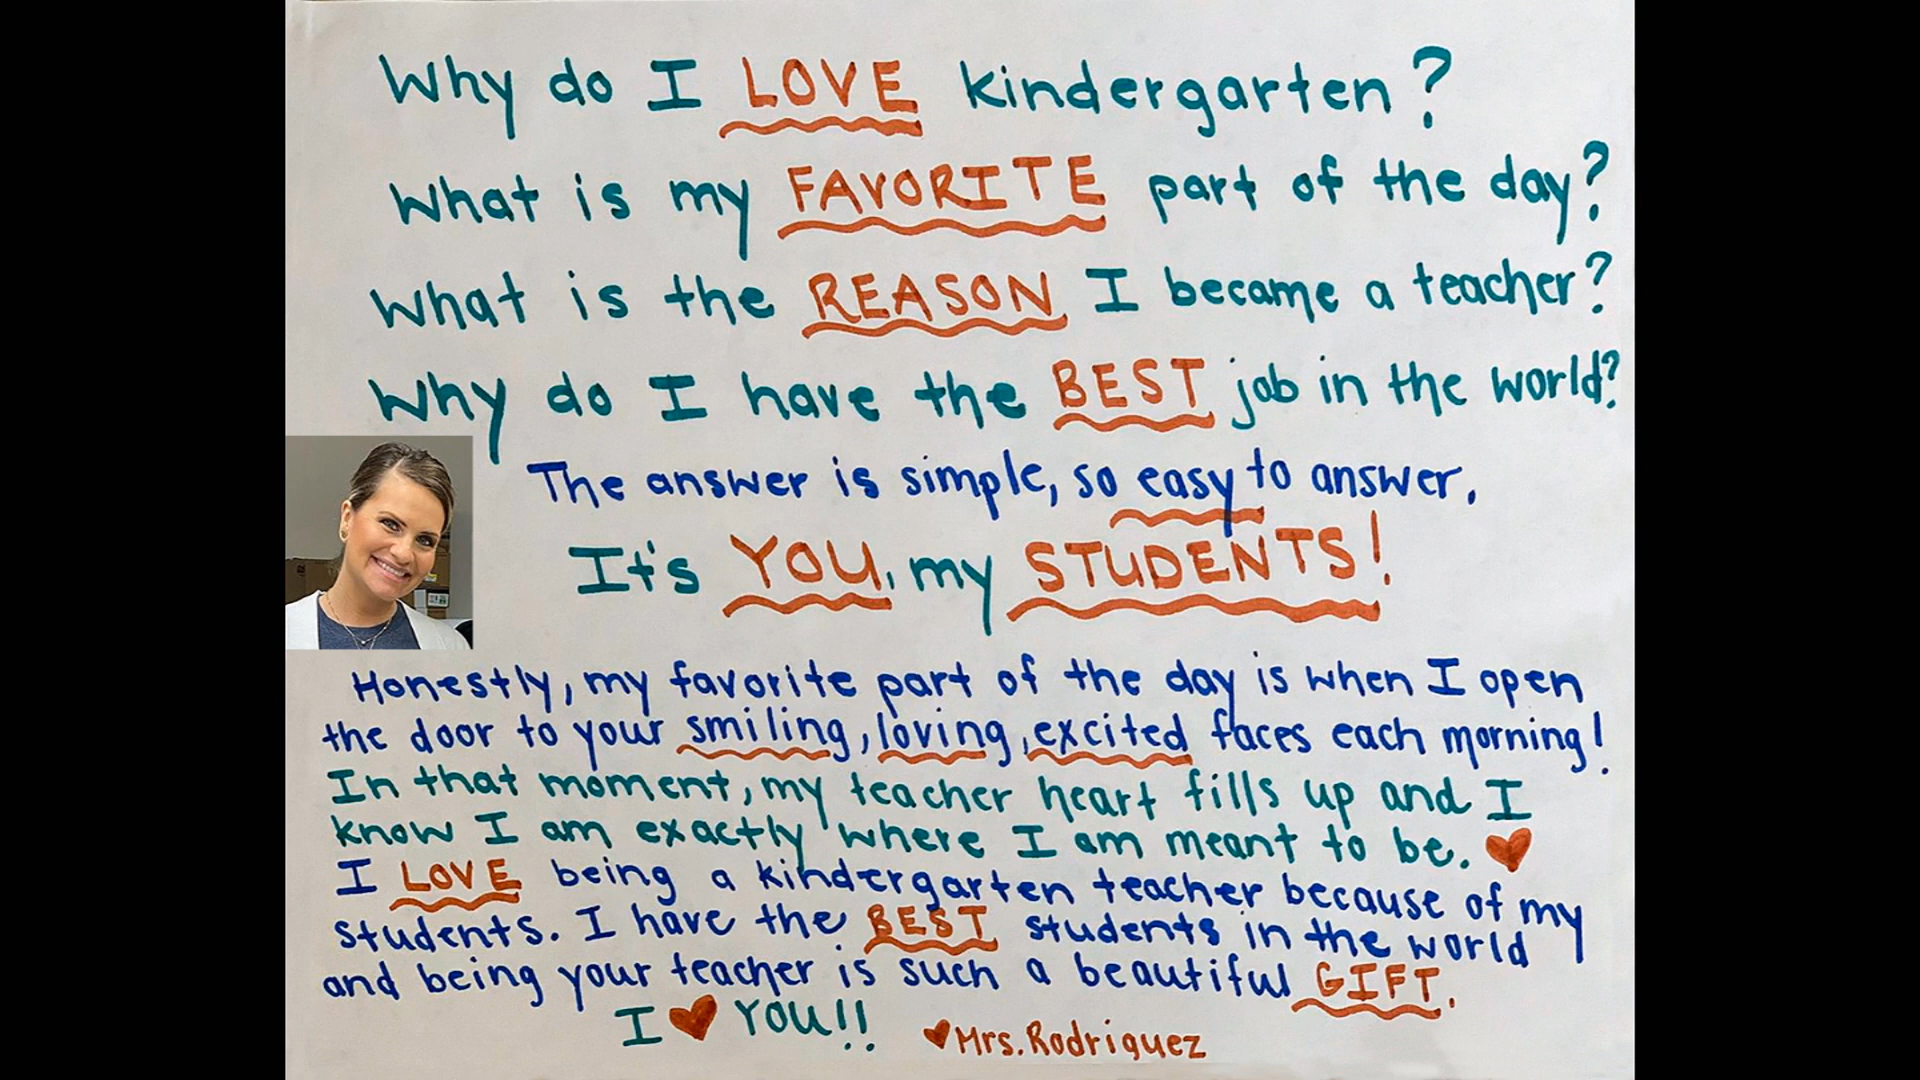 Why do I LOVE kindergarten?
What is my FAVORITE part of the day?
What is the REASON I became a teacher?
Why do I have the BEST job in the world?
The answer is simple, so easy to answer.
It's YOU, my STUDENTS!
Honestly, my favorite part of the day is when I open
the door to your smiling, loving, excited faces each morning!
In that moment, my teacher heart fills up and I
know I am exactly where I am meant to be. ♥
I LOVE being a kindergarten teacher because of my
students. I have the BEST students in the world
and being your teacher is such a beautiful GIFT.
I ♥ YOU!! ♥Mrs. Rodriguez